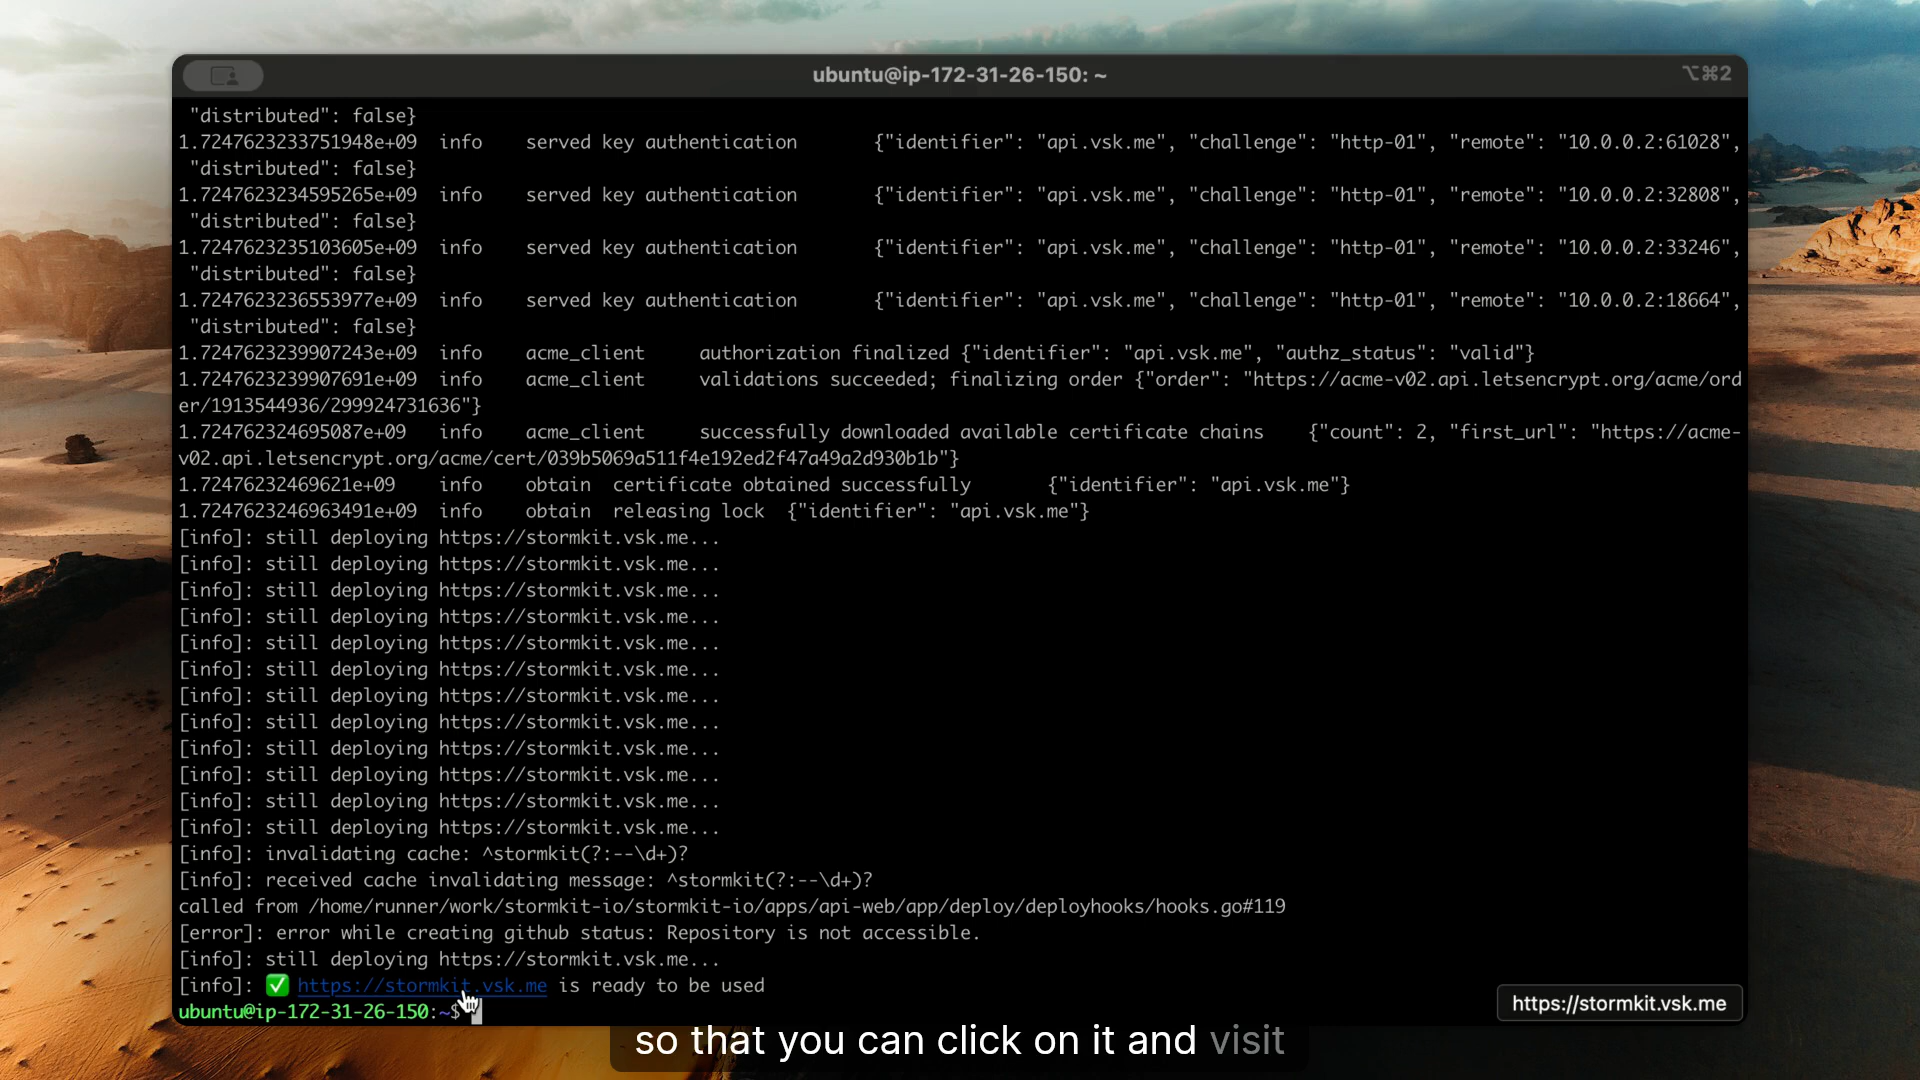 ubuntu@ip-172-31-26-150: ~
⌥⌘2
"distributed": false}
1.7247623233751948e+09 info served key authentication {"identifier": "api.vsk.me", "challenge": "http-01", "remote": "10.0.0.2:61028",
"distributed": false}
1.7247623234595265e+09 info served key authentication {"identifier": "api.vsk.me", "challenge": "http-01", "remote": "10.0.0.2:32808",
"distributed": false}
1.7247623235103605e+09 info served key authentication {"identifier": "api.vsk.me", "challenge": "http-01", "remote": "10.0.0.2:33246",
"distributed": false}
1.7247623236553977e+09 info served key authentication {"identifier": "api.vsk.me", "challenge": "http-01", "remote": "10.0.0.2:18664",
"distributed": false}
1.7247623239907243e+09 info acme_client authorization finalized {"identifier": "api.vsk.me", "authz_status": "valid"}
1.7247623239907691e+09 info acme_client validations succeeded; finalizing order {"order": "https://acme-v02.api.letsencrypt.org/acme/ord
er/1913544936/299924731636"}
1.724762324695087e+09 info acme_client successfully downloaded available certificate chains {"count": 2, "first_url": "https://acme-
v02.api.letsencrypt.org/acme/cert/039b5069a511f4e192ed2f47a49a2d930b1b"}
1.72476232469621e+09 info obtain certificate obtained successfully {"identifier": "api.vsk.me"}
1.7247623246963491e+09 info obtain releasing lock {"identifier": "api.vsk.me"}
[info]: still deploying https://stormkit.vsk.me...
[info]: still deploying https://stormkit.vsk.me...
[info]: still deploying https://stormkit.vsk.me...
[info]: still deploying https://stormkit.vsk.me...
[info]: still deploying https://stormkit.vsk.me...
[info]: still deploying https://stormkit.vsk.me...
[info]: still deploying https://stormkit.vsk.me...
[info]: still deploying https://stormkit.vsk.me...
[info]: still deploying https://stormkit.vsk.me...
[info]: still deploying https://stormkit.vsk.me...
[info]: still deploying https://stormkit.vsk.me...
[info]: still deploying https://stormkit.vsk.me...
[info]: invalidating cache: ^stormkit(?:--\d+)?
[info]: received cache invalidating message: ^stormkit(?:--\d+)?
called from /home/runner/work/stormkit-io/stormkit-io/apps/api-web/app/deploy/deployhooks/hooks.go#119
[error]: error while creating github status: Repository is not accessible.
[info]: still deploying https://stormkit.vsk.me...
[info]: ✅ https://stormkit.vsk.me is ready to be used
ubuntu@ip-172-31-26-150:~$
https://stormkit.vsk.me
so that you can click on it and visit